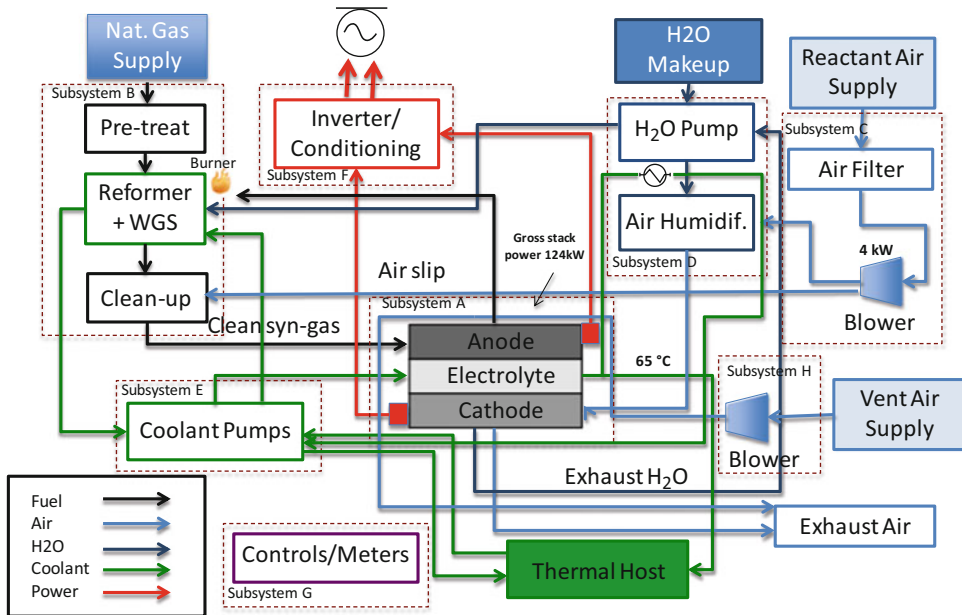 Nat. Gas
Supply
H2O
Makeup
Reactant Air
Supply
Subsystem B
Pre-treat
Burner
Reformer
+ WGS
Clean-up
Inverter/
Conditioning
Subsystem F
H₂O Pump
Air Humidif.
Subsystem D
Subsystem C
Air Filter
4 kW
Blower
Gross stack
power 124kW
Air slip
Subsystem A
Clean syn-gas
Anode
Electrolyte
Cathode
65 °C
Subsystem H
Blower
Vent Air
Supply
Subsystem E
Coolant Pumps
Exhaust H₂O
Exhaust Air
Fuel
Air
H2O
Coolant
Power
Controls/Meters
Subsystem G
Thermal Host